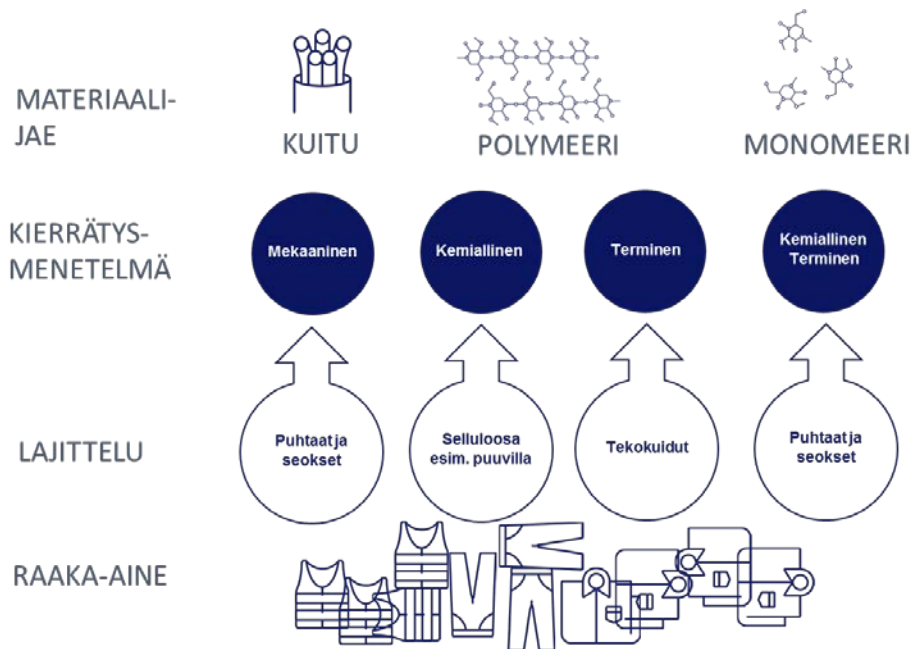 MATERIAALI-
JAE
KUITU
POLYMEERI
MONOMEERI
KIERRÄTYS-
MENETELMÄ
Mekaaninen
Kemiallinen
Terminen
Kemiallinen
Terminen
LAJITTELU
Puhtaat ja
seokset
Selluloosa
esim. puuvilla
Tekokuidut
Puhtaat ja
seokset
RAAKA-AINE